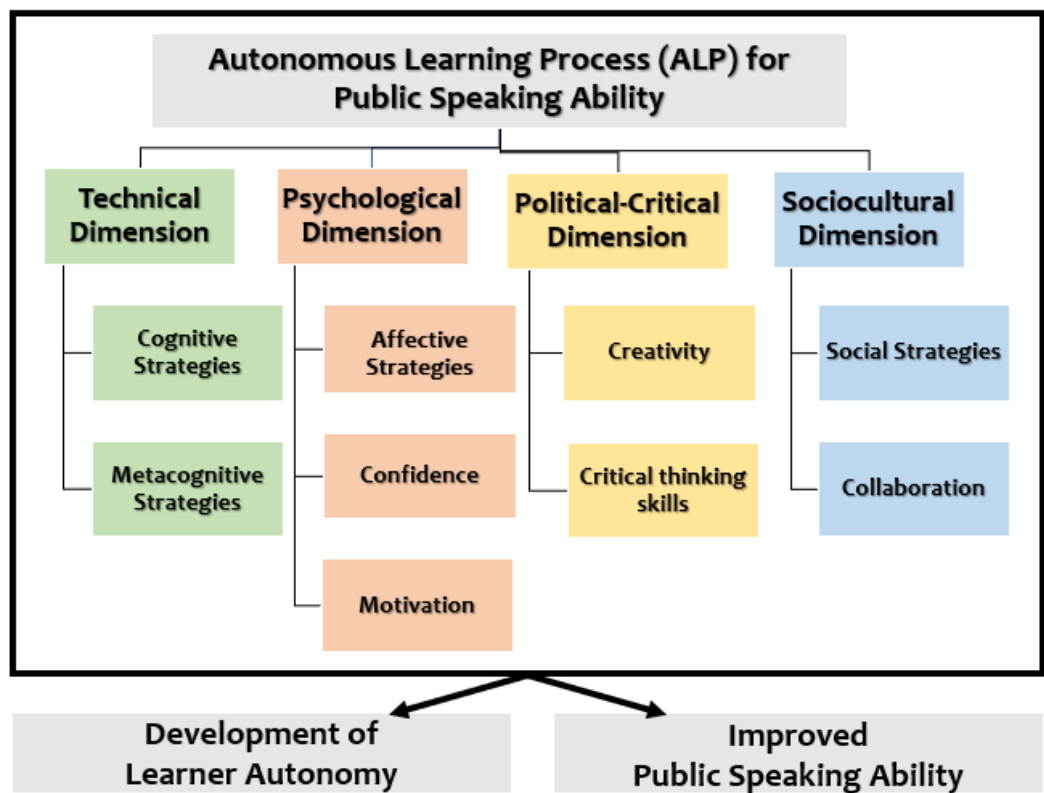 Autonomous Learning Process (ALP) for
Public Speaking Ability
Technical
Dimension
Psychological
Dimension
Political-Critical
Dimension
Sociocultural
Dimension
Cognitive
Strategies
Affective
Strategies
Creativity
Social Strategies
Metacognitive
Strategies
Confidence
Critical thinking
skills
Collaboration
Motivation
Development of
Learner Autonomy
Improved
Public Speaking Ability